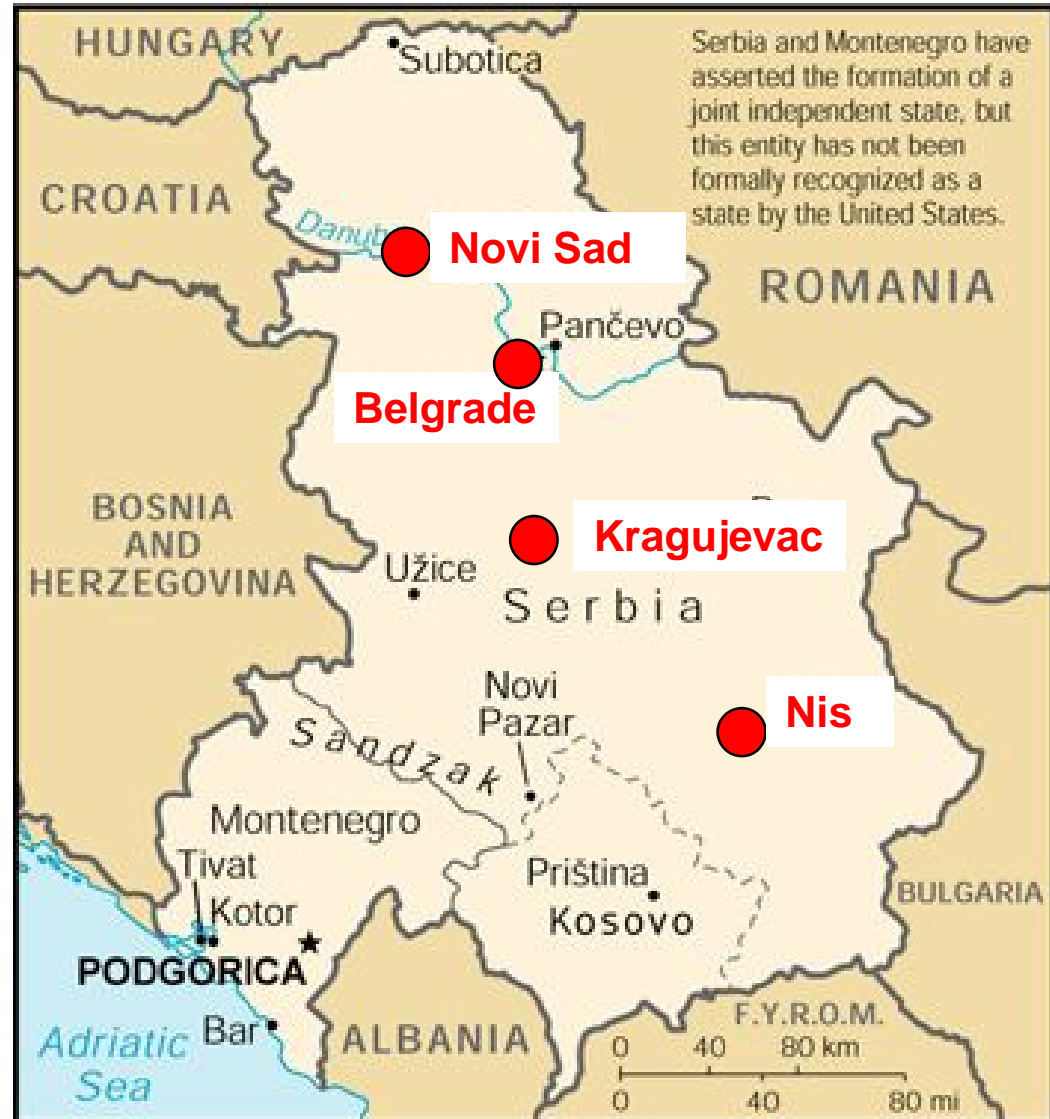 HUNGARY
Subotica
Serbia and Montenegro have
asserted the formation of a
joint independent state, but
this entity has not been
formally recognized as a
state by the United States.
CROATIA
Novi Sad
ROMANIA
Pančevo
Belgrade
BOSNIA
AND
HERZEGOVINA
Kragujevac
Užice
Serbia
Novi
Pazar
Nis
Sandzak
Montenegro
Tivat
Kotor
PODGORICA
Priština
Kosovo
BULGARIA
Bar
Adriatic
Sea
ALBANIA
F.Y.R.O.M.
0 40 80 km
0 40 80 mi